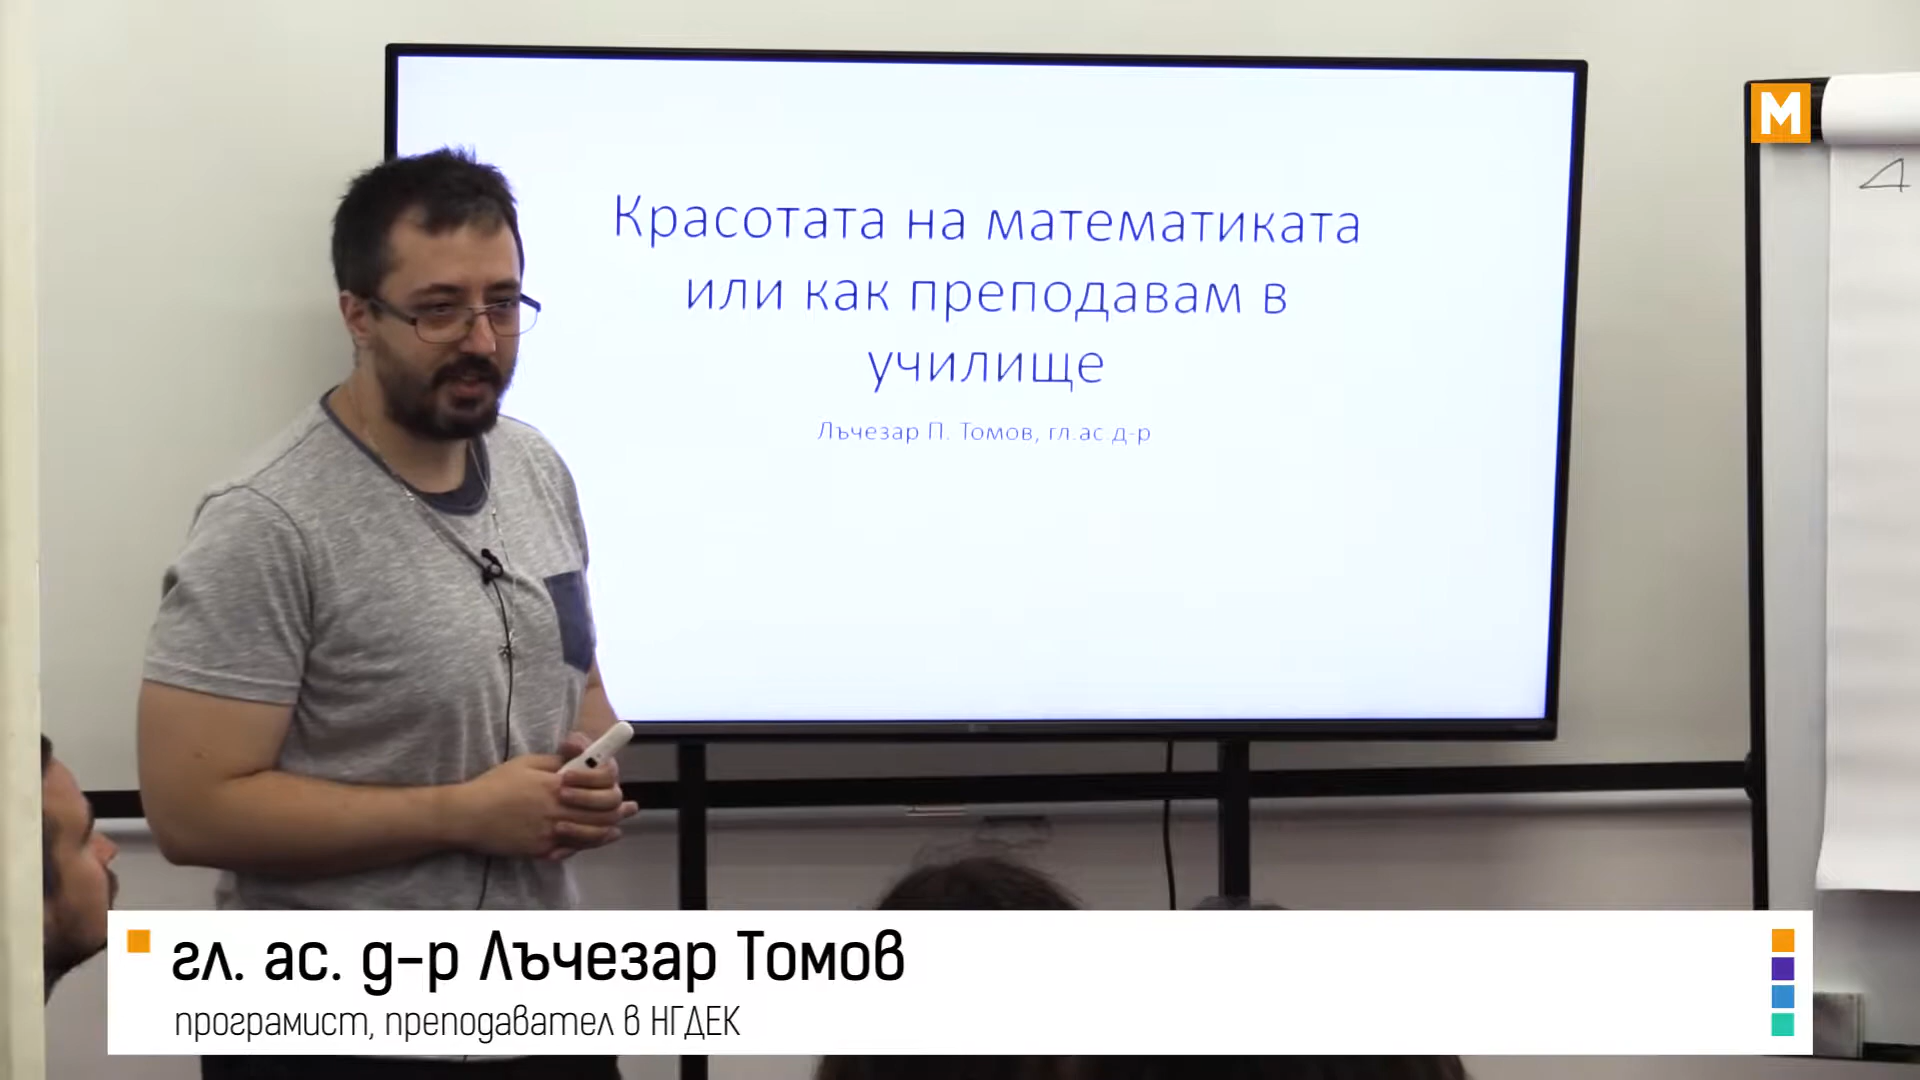 М
Красотата на математиката
или как преподавам в
училище
Лъчезар П. Томов, гл.ас.д-р
гл. ас. д-р Лъчезар Томов
програмист, преподавател в НГДЕК